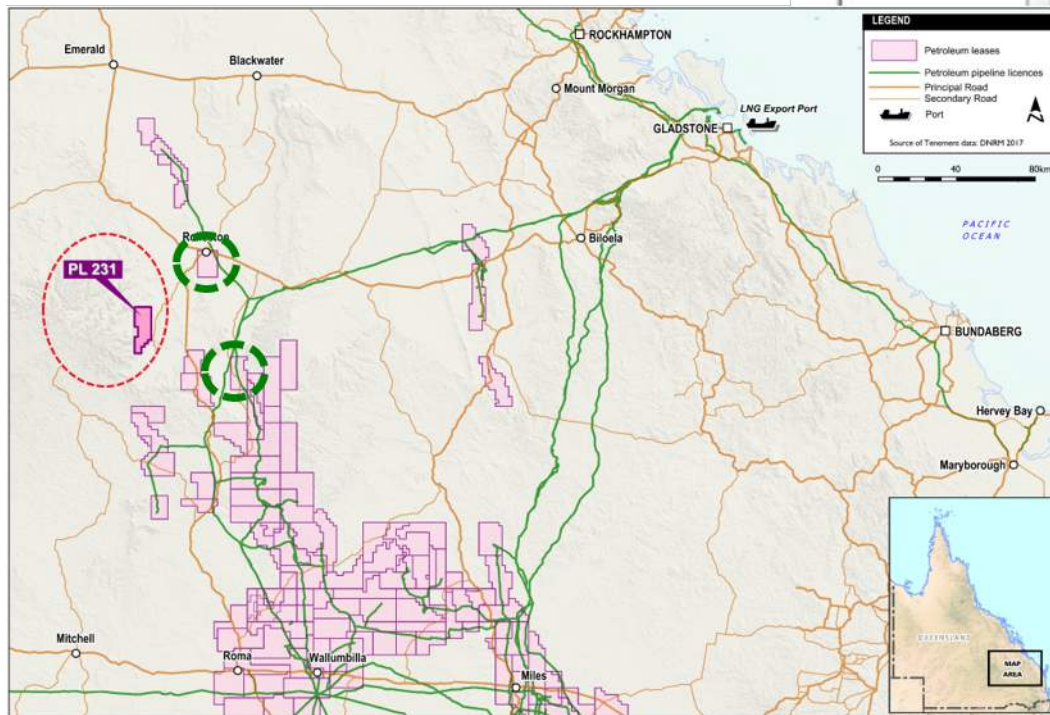 LEGEND
Petroleum leases
Petroleum pipeline licences
Principal Road
Secondary Road
Port
Source of Tenement data: DNRM 2017
0 40 80km
ROCKHAMPTON
Emerald
Blackwater
Mount Morgan
LNG Export Port
GLADSTONE
PACIFIC
OCEAN
Biloela
PL 231
BUNDABERG
Hervey Bay
Maryborough
Mitchell
Roma
Wallumbilla
Miles
QUEENSLAND
MAP
AREA